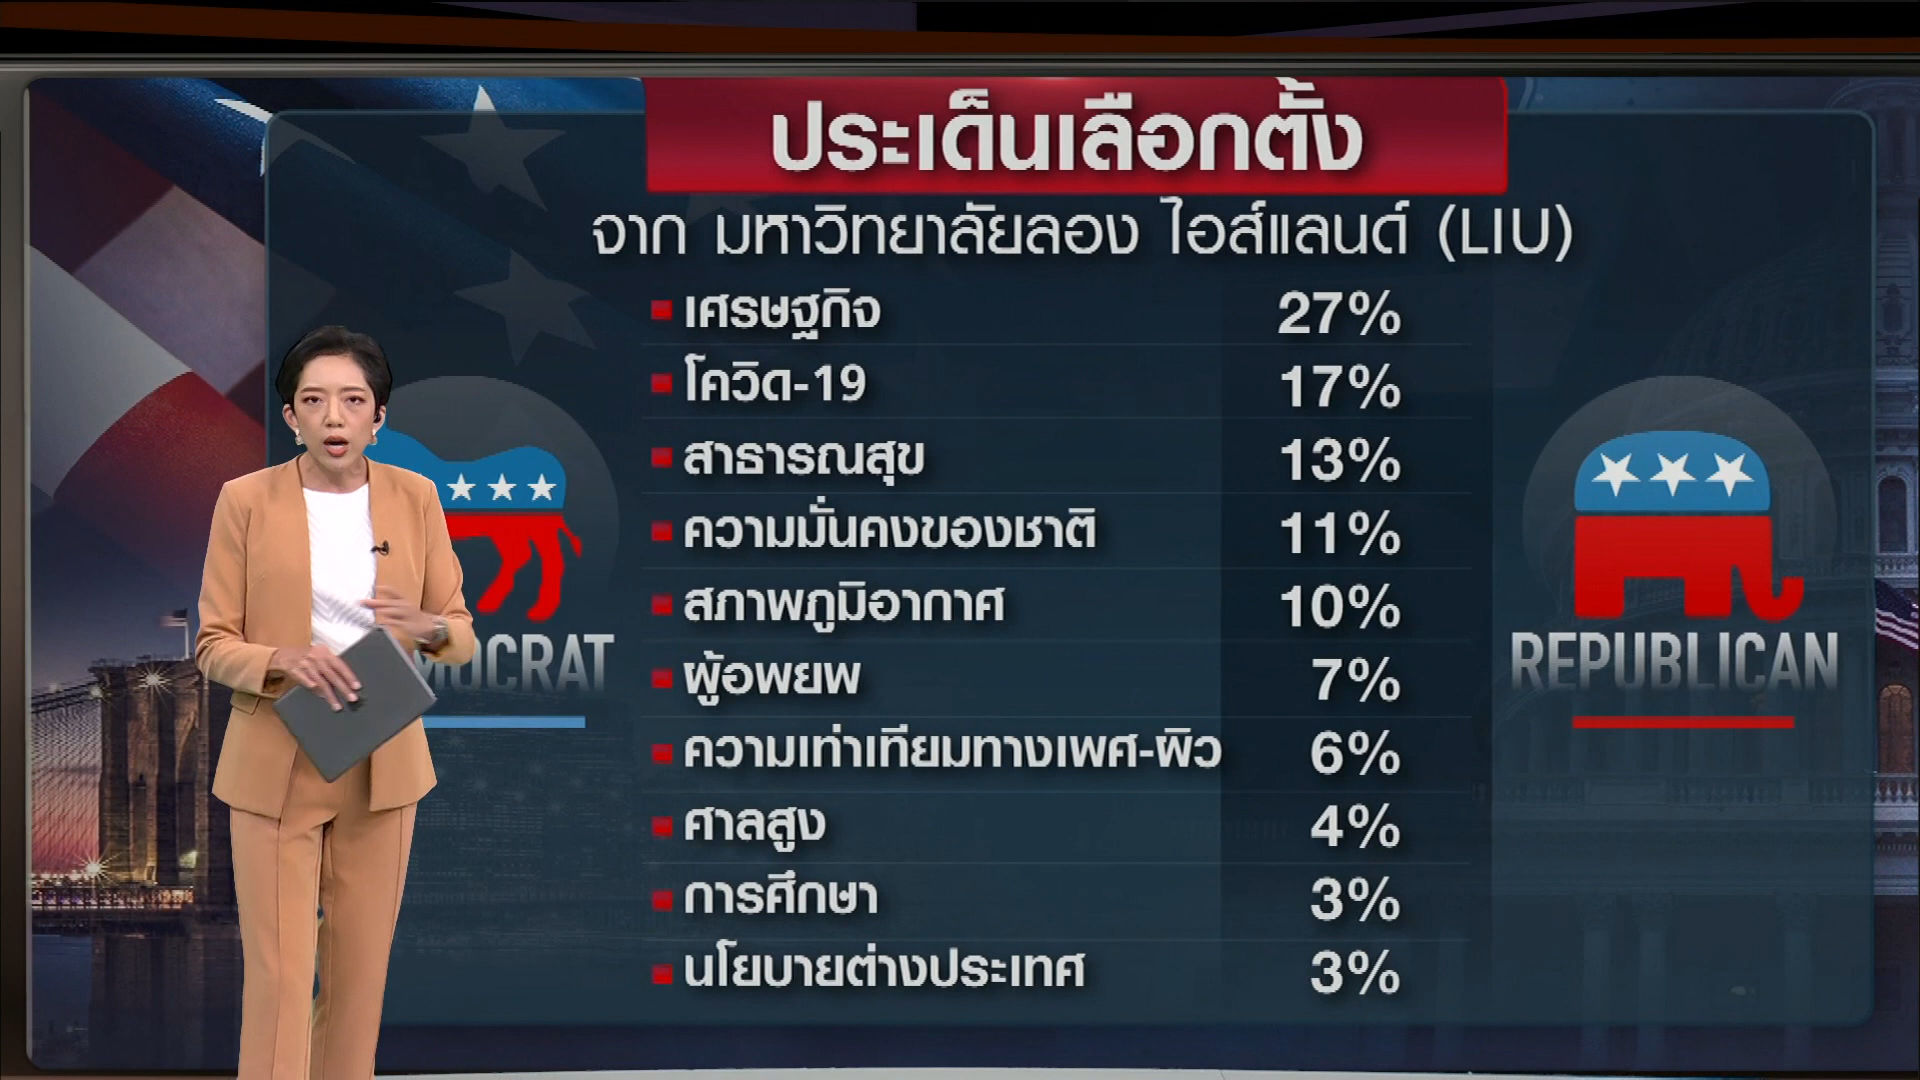 ประเด็นเลือกตั้ง
จาก มหาวิทยาลัยลอง ไอส์แลนด์ (LIU)
เศรษฐกิจ 27%
โควิด-19 17%
สาธารณสุข 13%
ความมั่นคงของชาติ 11%
สภาพภูมิอากาศ 10%
ผู้อพยพ 7%
ความเท่าเทียมทางเพศ-ผิว 6%
ศาลสูง 4%
การศึกษา 3%
นโยบายต่างประเทศ 3%
MOCRAT
REPUBLICAN